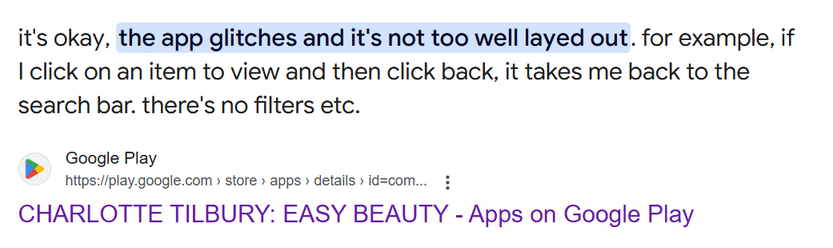 it's okay, the app glitches and it's not too well layed out. for example, if
I click on an item to view and then click back, it takes me back to the
search bar. there's no filters etc.
Google Play
https://play.google.com › store › apps › details › id=com...
CHARLOTTE TILBURY: EASY BEAUTY - Apps on Google Play